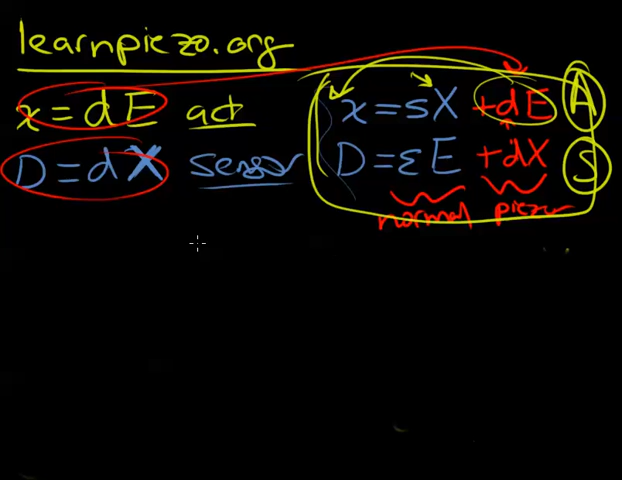 learnpiezo.org
x = dE act
D = dX sensor
x = sX + dE A
D = εE + dX S
normal piezo